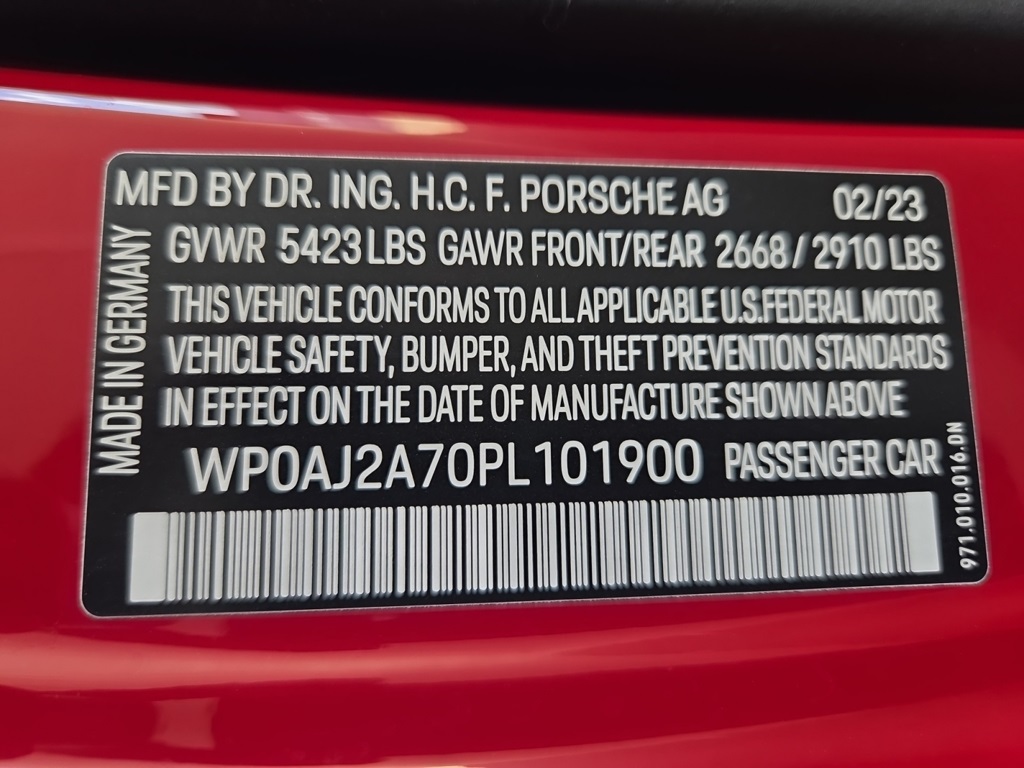 MFD BY DR. ING. H.C. F. PORSCHE AG 02/23
GVWR 5423 LBS GAWR FRONT/REAR 2668 / 2910 LBS
THIS VEHICLE CONFORMS TO ALL APPLICABLE U.S. FEDERAL MOTOR
VEHICLE SAFETY, BUMPER, AND THEFT PREVENTION STANDARDS
IN EFFECT ON THE DATE OF MANUFACTURE SHOWN ABOVE
WP0AJ2A70PL101900 PASSENGER CAR
MADE IN GERMANY
971.010.016.DN